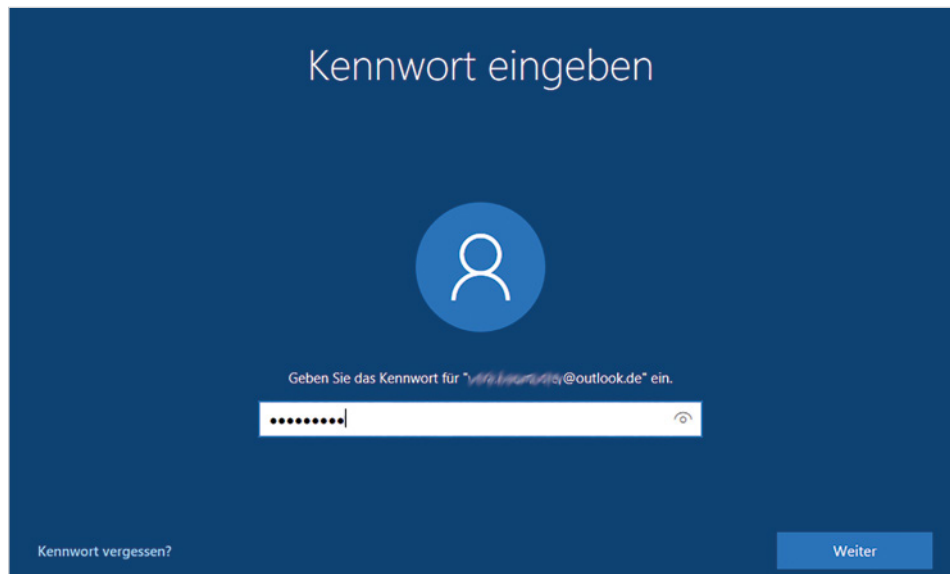 Kennwort eingeben
Geben Sie das Kennwort für "@outlook.de" ein.
•••••••••
Kennwort vergessen?
Weiter